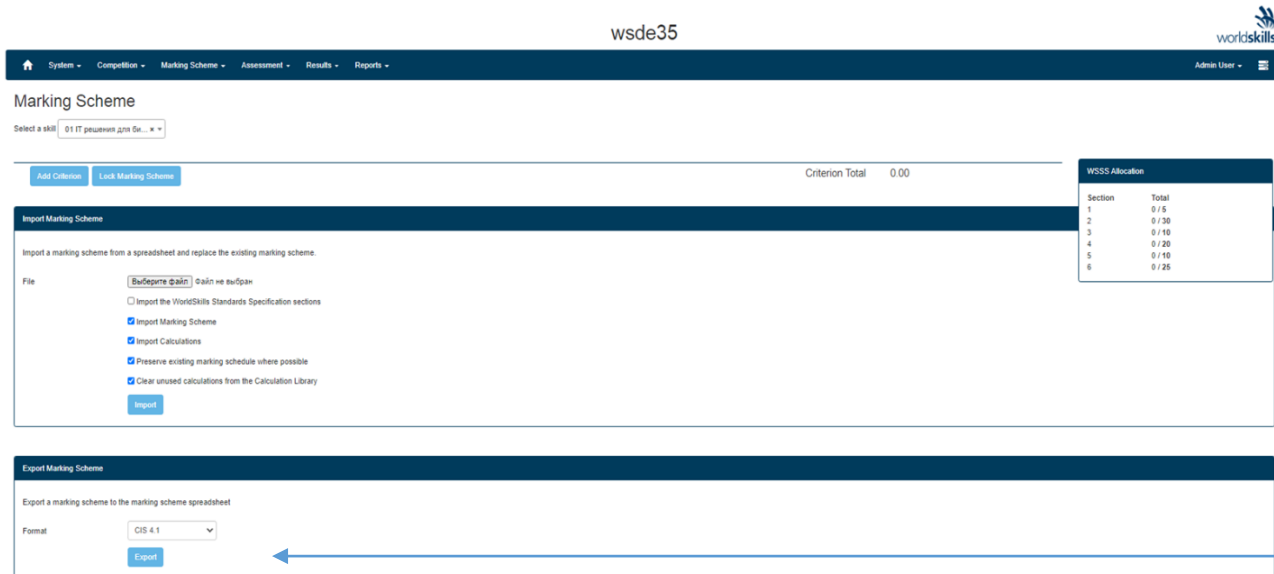 wsde35
worldskills
System Competition Marking Scheme Assessment Results Reports Admin User
Marking Scheme
Select a skill 01 IT решения для би... ×
Add Criterion Lock Marking Scheme Criterion Total 0.00
WSSS Allocation
Section Total
1 0 / 5
2 0 / 30
3 0 / 10
4 0 / 20
5 0 / 10
6 0 / 25
Import Marking Scheme
Import a marking scheme from a spreadsheet and replace the existing marking scheme.
File Выберите файл Файл не выбран
Import the WorldSkills Standards Specification sections
Import Marking Scheme
Import Calculations
Preserve existing marking schedule where possible
Clear unused calculations from the Calculation Library
Import
Export Marking Scheme
Export a marking scheme to the marking scheme spreadsheet
Format CIS 4.1
Export